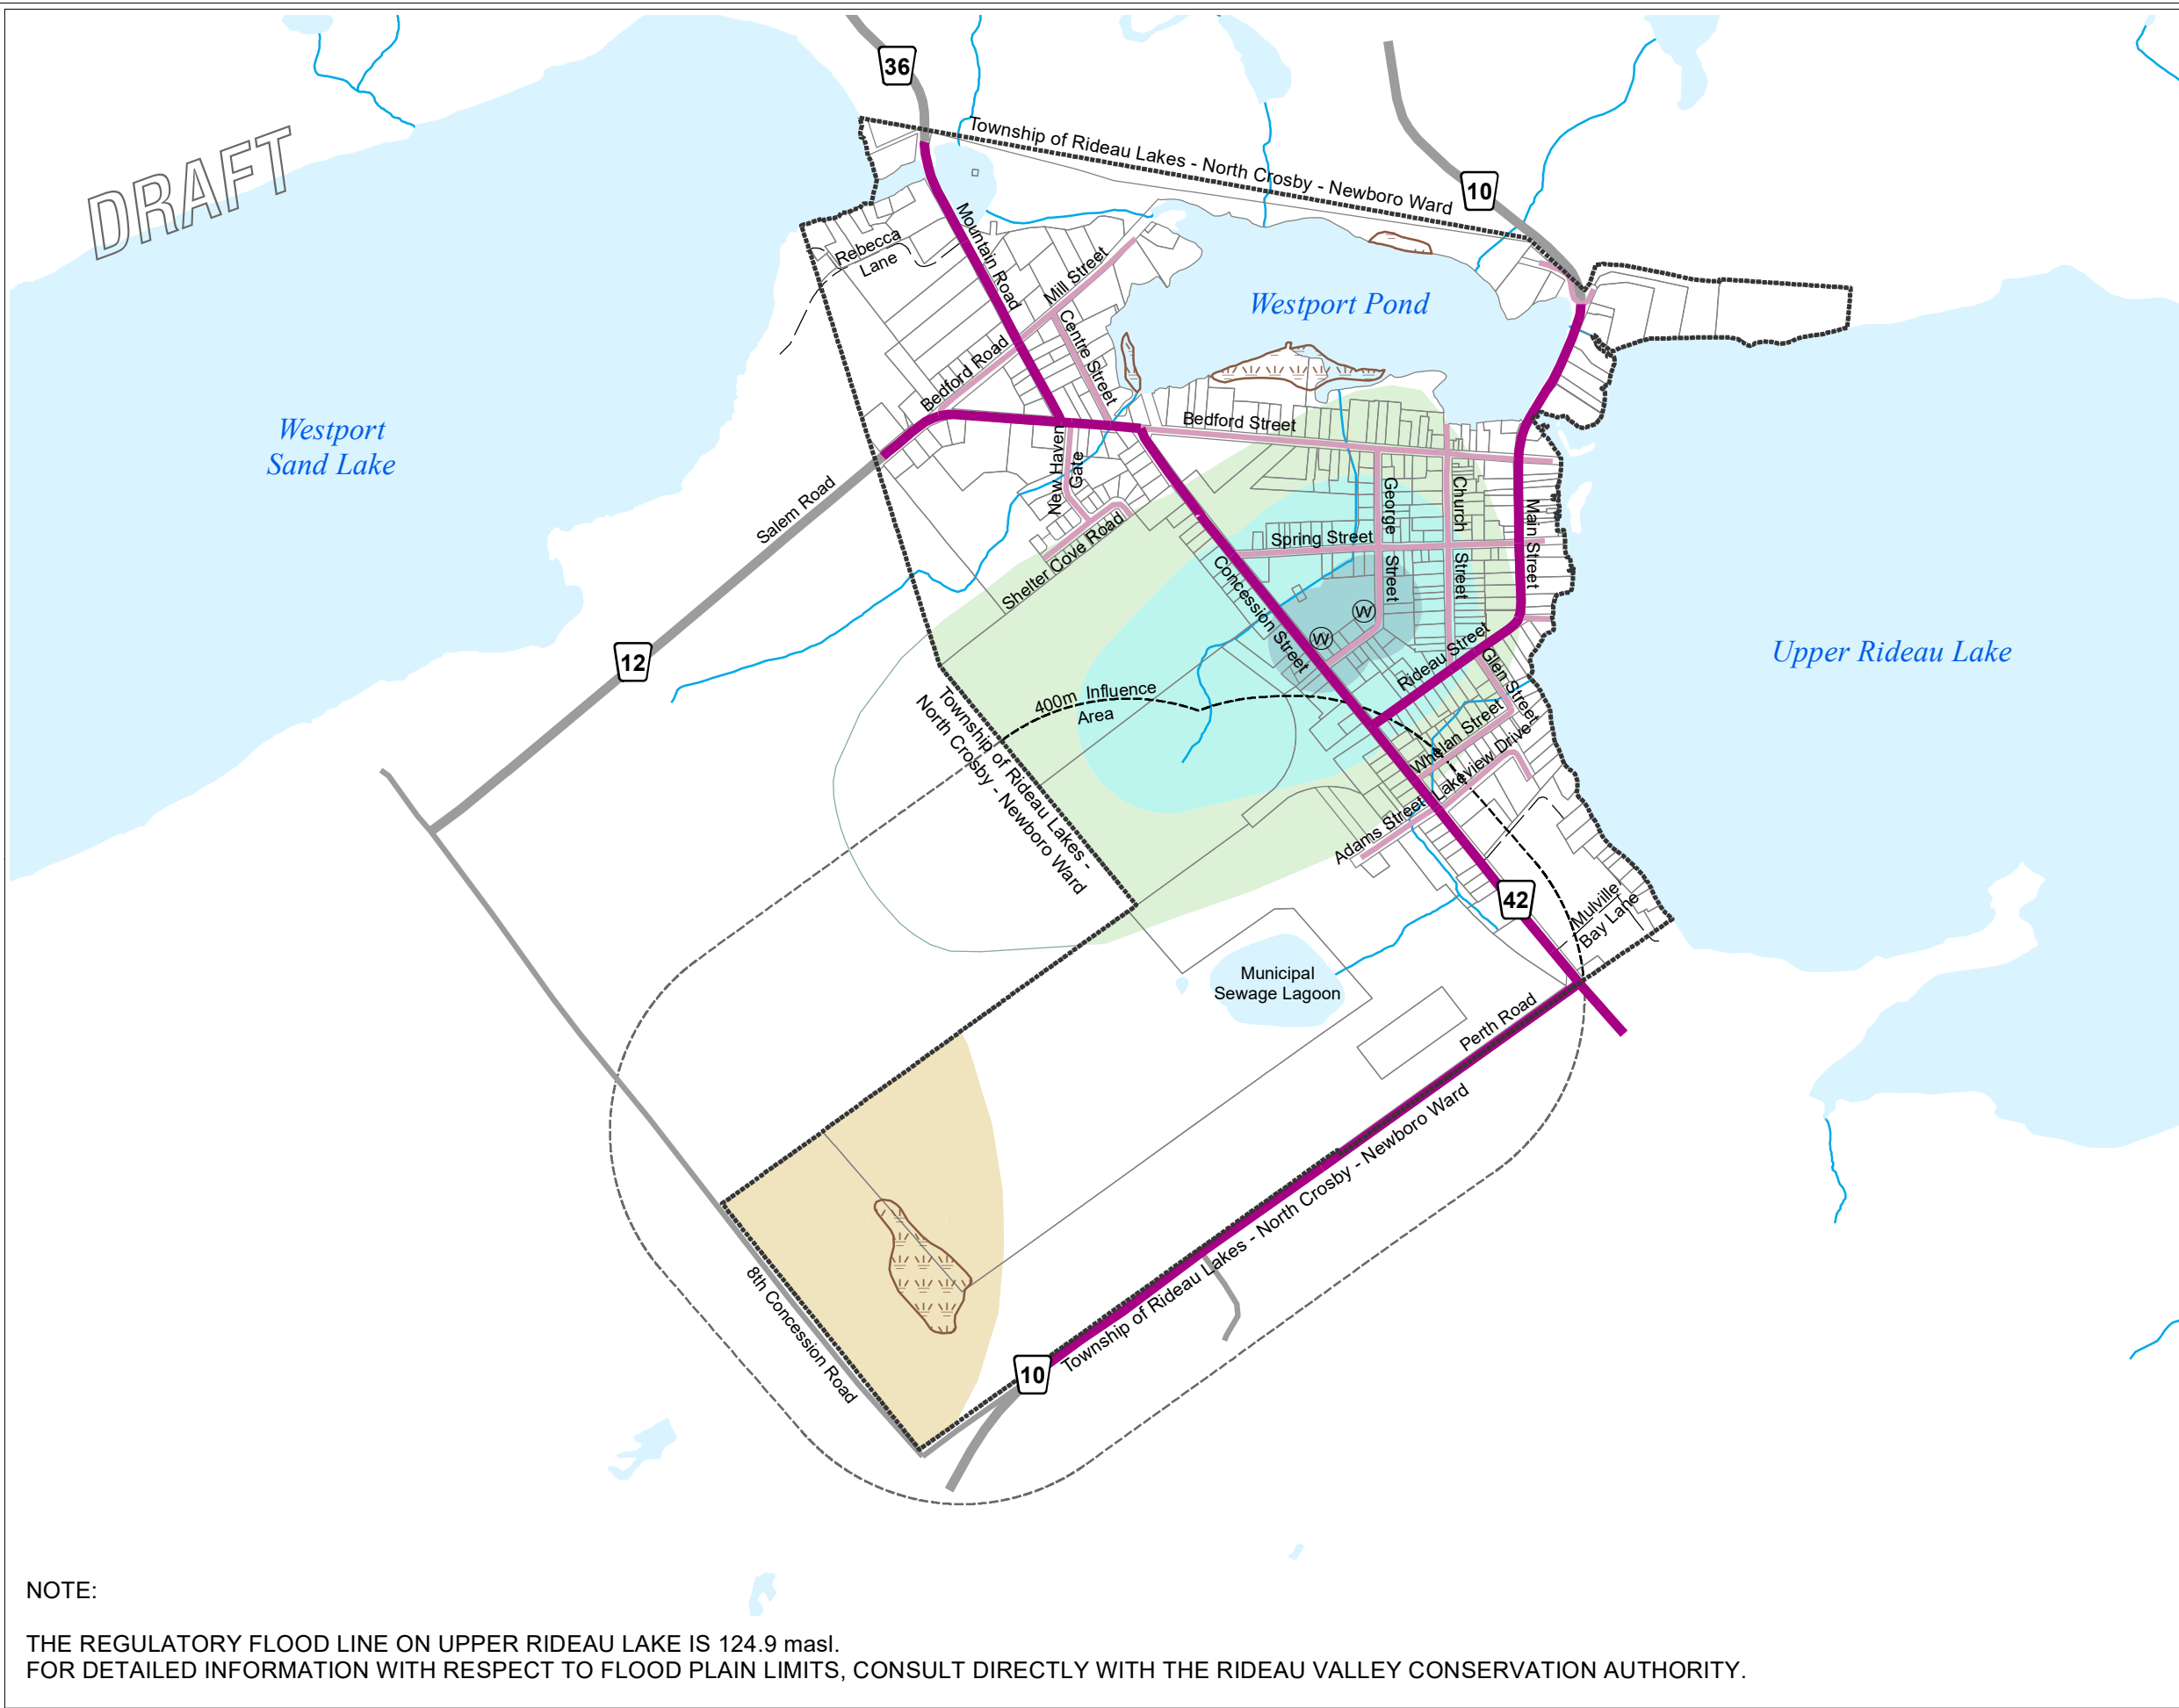 36
DRAFT
Township of Rideau Lakes - North Crosby - Newboro Ward
10
Mountain Road
Rebecca
Lane
Mill Street
Westport Pond
Centre Street
Bedford Road
Westport
Sand Lake
Bedford Street
New Haven
Gate
Salem Road
George
Street
Church
Street
Main Street
Spring Street
Shelter Cove Road
Concession Street
W
W
12
Rideau Street
Glen Street
Upper Rideau Lake
400m Influence
Area
Township of Rideau Lakes -
North Crosby - Newboro Ward
Whelan Street
Lakeview Drive
Adams Street
42
Mulville
Bay Lane
Municipal
Sewage Lagoon
Perth Road
Township of Rideau Lakes - North Crosby - Newboro Ward
8th Concession Road
10
NOTE:
THE REGULATORY FLOOD LINE ON UPPER RIDEAU LAKE IS 124.9 masl.
FOR DETAILED INFORMATION WITH RESPECT TO FLOOD PLAIN LIMITS, CONSULT DIRECTLY WITH THE RIDEAU VALLEY CONSERVATION AUTHORITY.